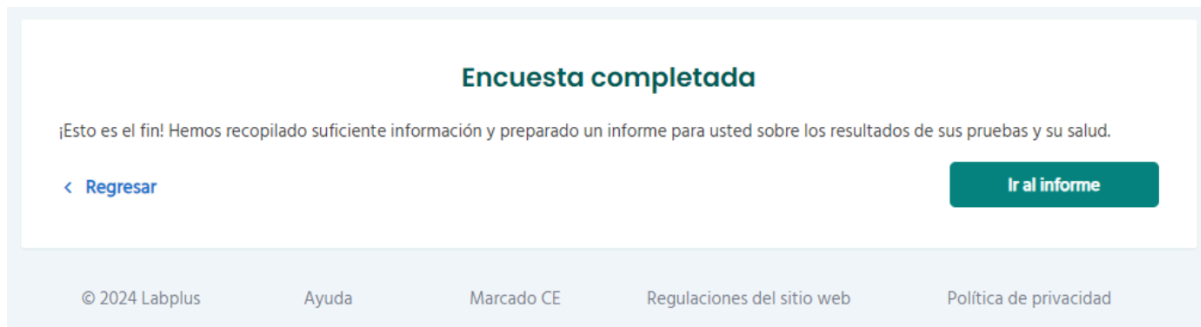 Encuesta completada
¡Esto es el fin! Hemos recopilado suficiente información y preparado un informe para usted sobre los resultados de sus pruebas y su salud.
< Regresar
Ir al informe
© 2024 Labplus Ayuda Marcado CE Regulaciones del sitio web Política de privacidad